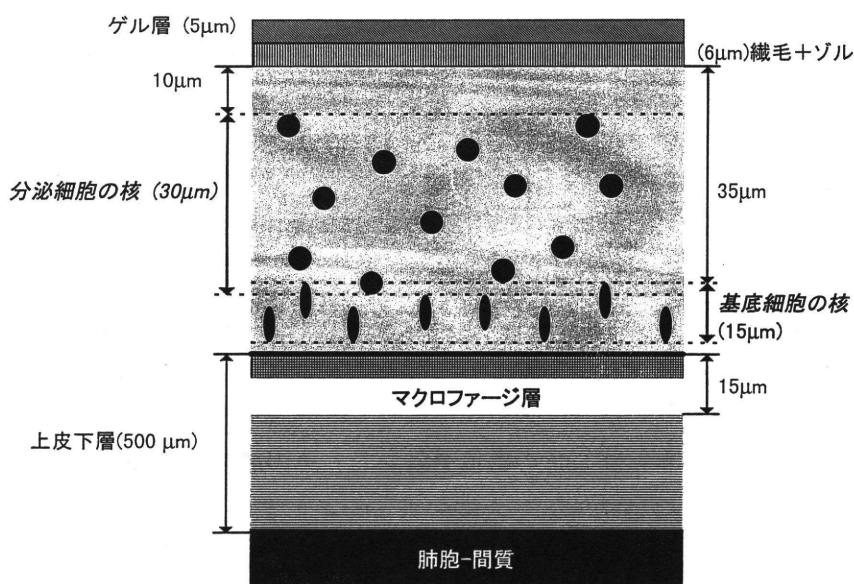 ゲル層 (5μm)
(6μm)繊毛＋ゾル
10μm
分泌細胞の核 (30μm)
35μm
基底細胞の核
(15μm)
マクロファージ層
15μm
上皮下層(500 μm)
肺胞-間質